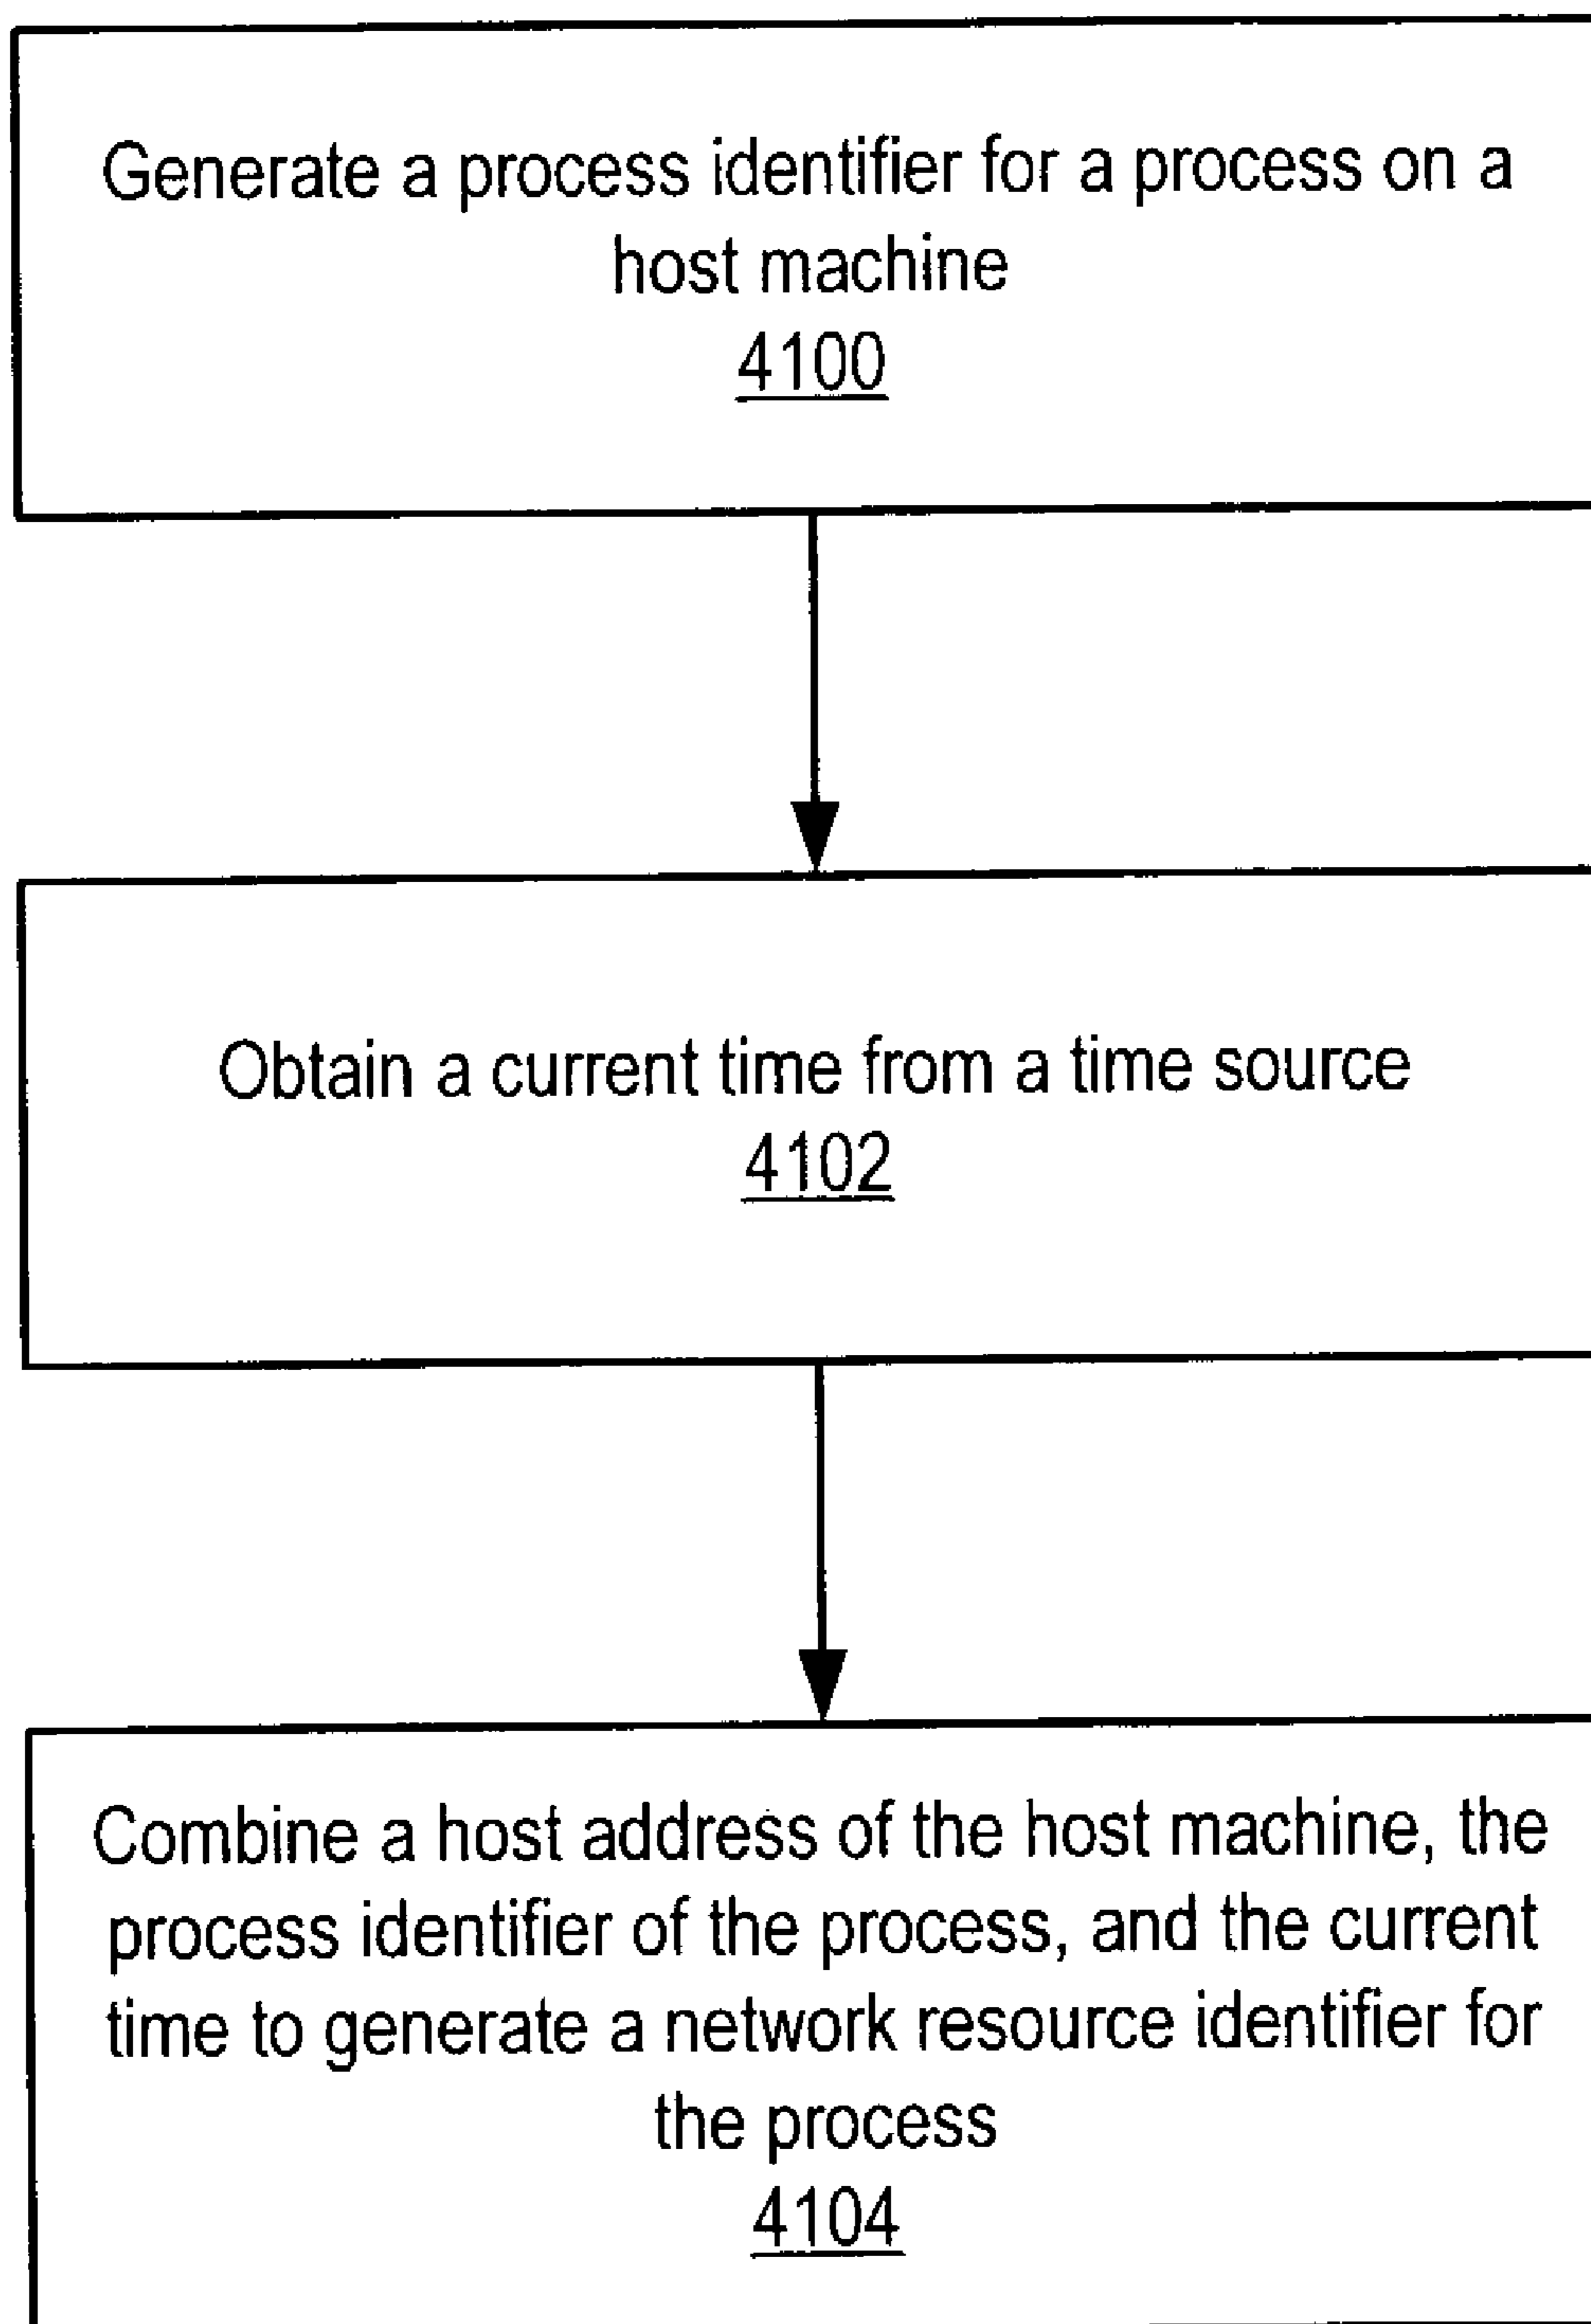 Generate a process identifier for a process on a
host machine
4100
Obtain a current time from a time source
4102
Combine a host address of the host machine, the
process identifier of the process, and the current
time to generate a network resource identifier for
the process
4104